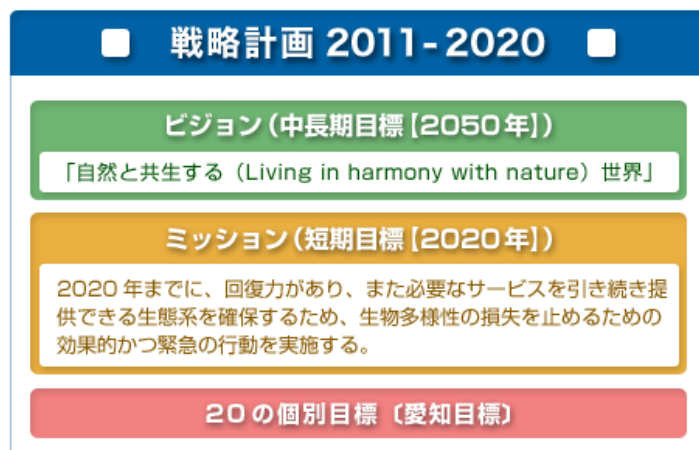 戦略計画 2011-2020
ビジョン(中長期目標【2050年】)
「自然と共生する(Living in harmony with nature)世界」
ミッション(短期目標【2020年】)
2020 年までに、回復力があり、また必要なサービスを引き続き提
供できる生態系を確保するため、生物多様性の損失を止めるための
効果的かつ緊急の行動を実施する。
20の個別目標〔愛知目標〕